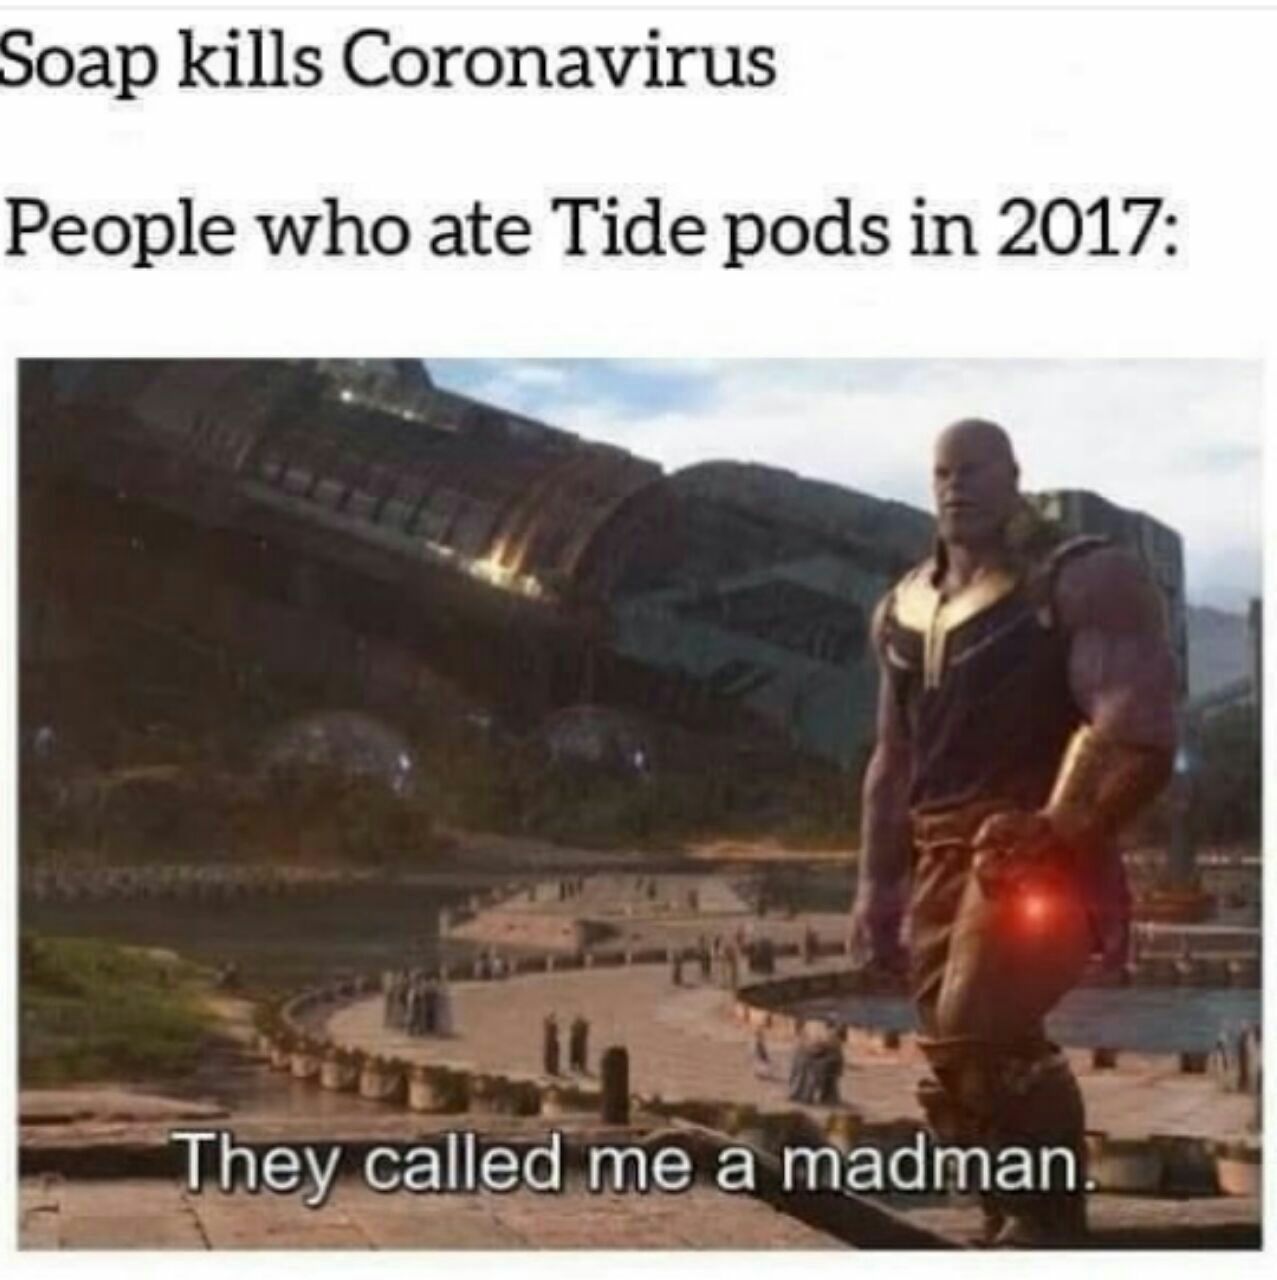 Soap kills Coronavirus
People who ate Tide pods in 2017:
They called me a madman.